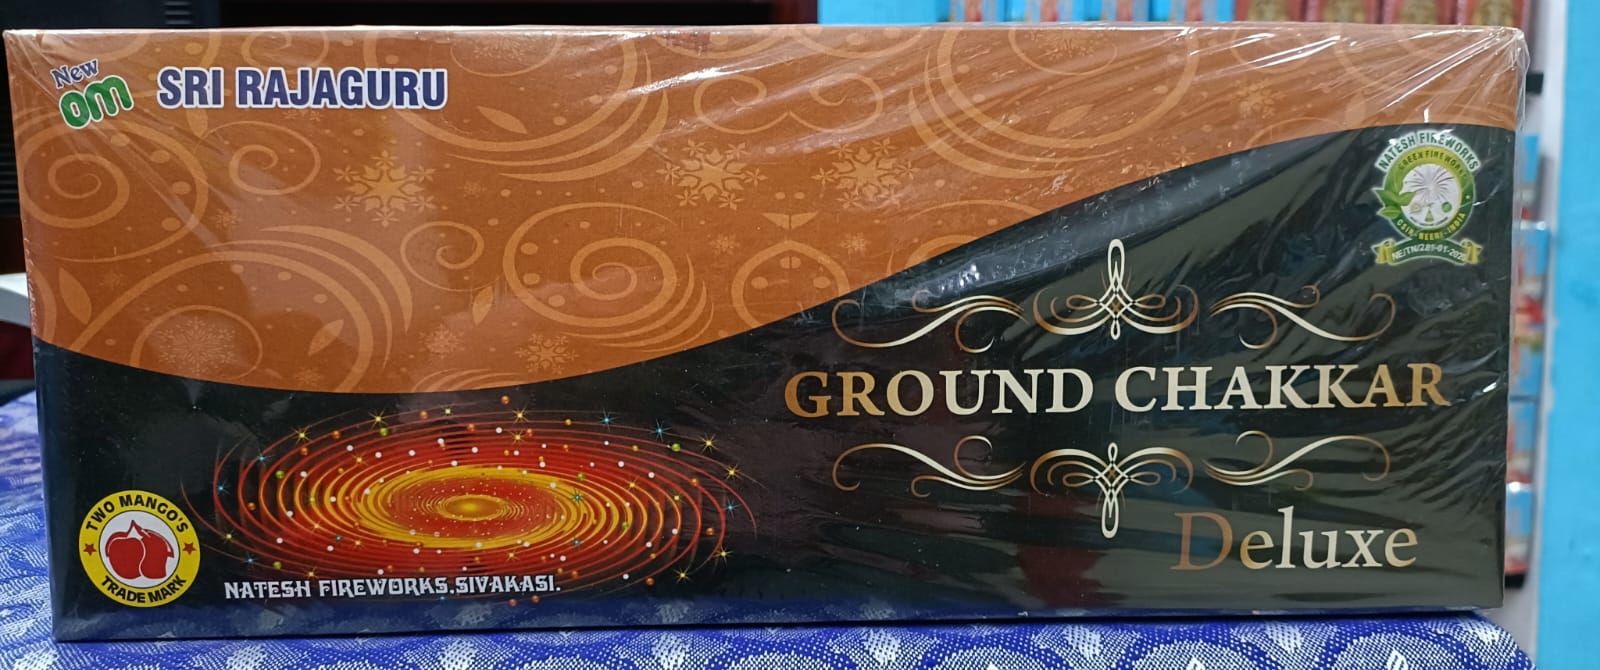 New
om
SRI RAJAGURU
NATESH FIREWORKS
GREEN FIREWORKS
CSIR-NEERI-INDIA
GROUND CHAKKAR
Deluxe
TWO MANGO'S
TRADE MARK
NATESH FIREWORKS.SIVAKASI.